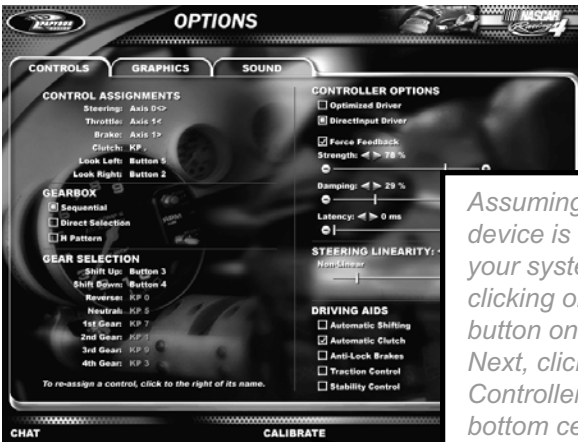 PAPYRUS
RACING
OPTIONS
NASCAR
Racing 4
CONTROLS
GRAPHICS
SOUND
CONTROL ASSIGNMENTS
Steering: Axis 0<>
Throttle: Axis 1<
Brake: Axis 1>
Clutch: KP .
Look Left: Button 5
Look Right: Button 2
GEARBOX
Sequential
Direct Selection
H Pattern
GEAR SELECTION
Shift Up: Button 3
Shift Down: Button 4
Reverse: KP 0
Neutral: KP 5
1st Gear: KP 7
2nd Gear: KP 1
3rd Gear: KP 9
4th Gear: KP 3
To re-assign a control, click to the right of its name.
CONTROLLER OPTIONS
Optimized Driver
DirectInput Driver
Force Feedback
Strength: 78 %
Damping: 29 %
Latency: 0 ms
STEERING LINEARITY:
Non-Linear
DRIVING AIDS
Automatic Shifting
Automatic Clutch
Anti-Lock Brakes
Traction Control
Stability Control
CHAT
CALIBRATE
Assuming
device is
your syste
clicking o
button on
Next, clic
Controller
bottom ce